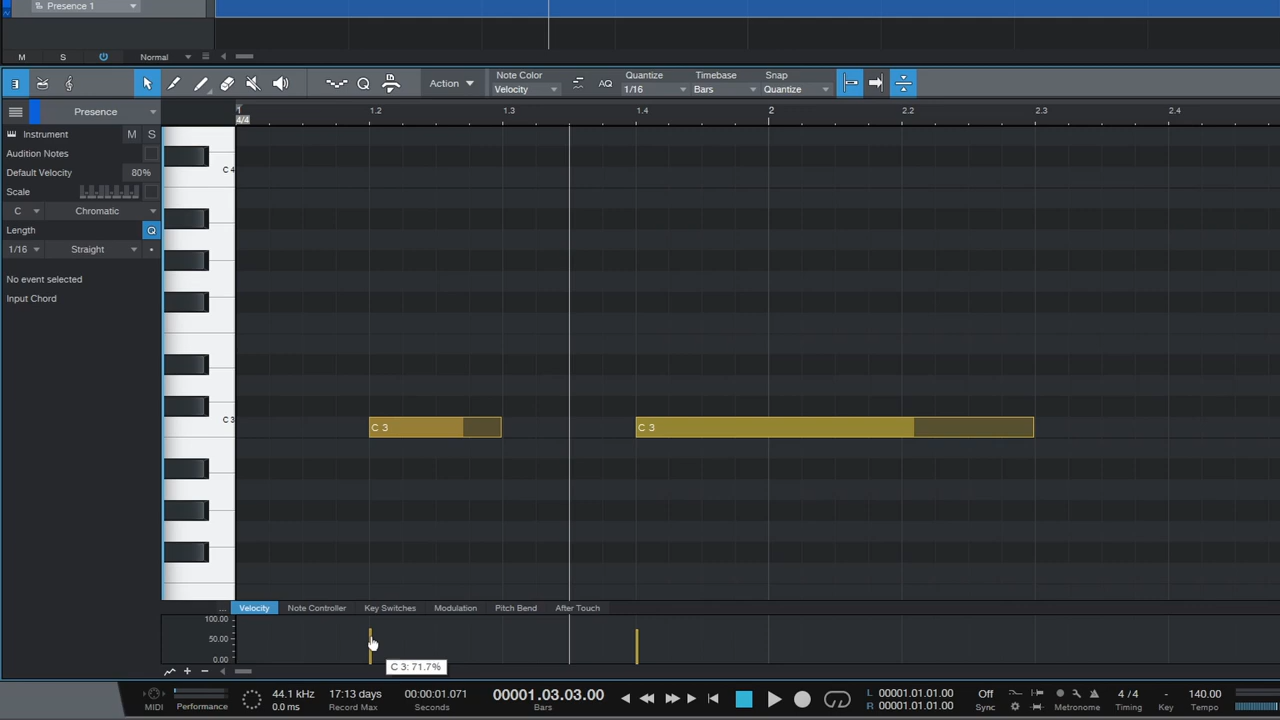 Presence 1
M S Normal
Action Note Color Velocity AQ Quantize 1/16 Timebase Bars Snap Quantize
Presence
1 1.2 1.3 1.4 2 2.2 2.3 2.4
4/4
Instrument M S
Audition Notes
Default Velocity 80%
Scale
C Chromatic
Length Q
1/16 Straight
No event selected
Input Chord
C 4
C 3
C 3
C 3
... Velocity Note Controller Key Switches Modulation Pitch Bend After Touch
100.00
50.00
0.00
C 3: 71.7%
MIDI Performance
44.1 kHz
0.0 ms
17:13 days
Record Max
00:00:01.071
Seconds
00001.03.03.00
Bars
L 00001.01.01.00
R 00001.01.01.00
Off
Sync
Metronome
4 / 4
Timing
-
Key
140.00
Tempo